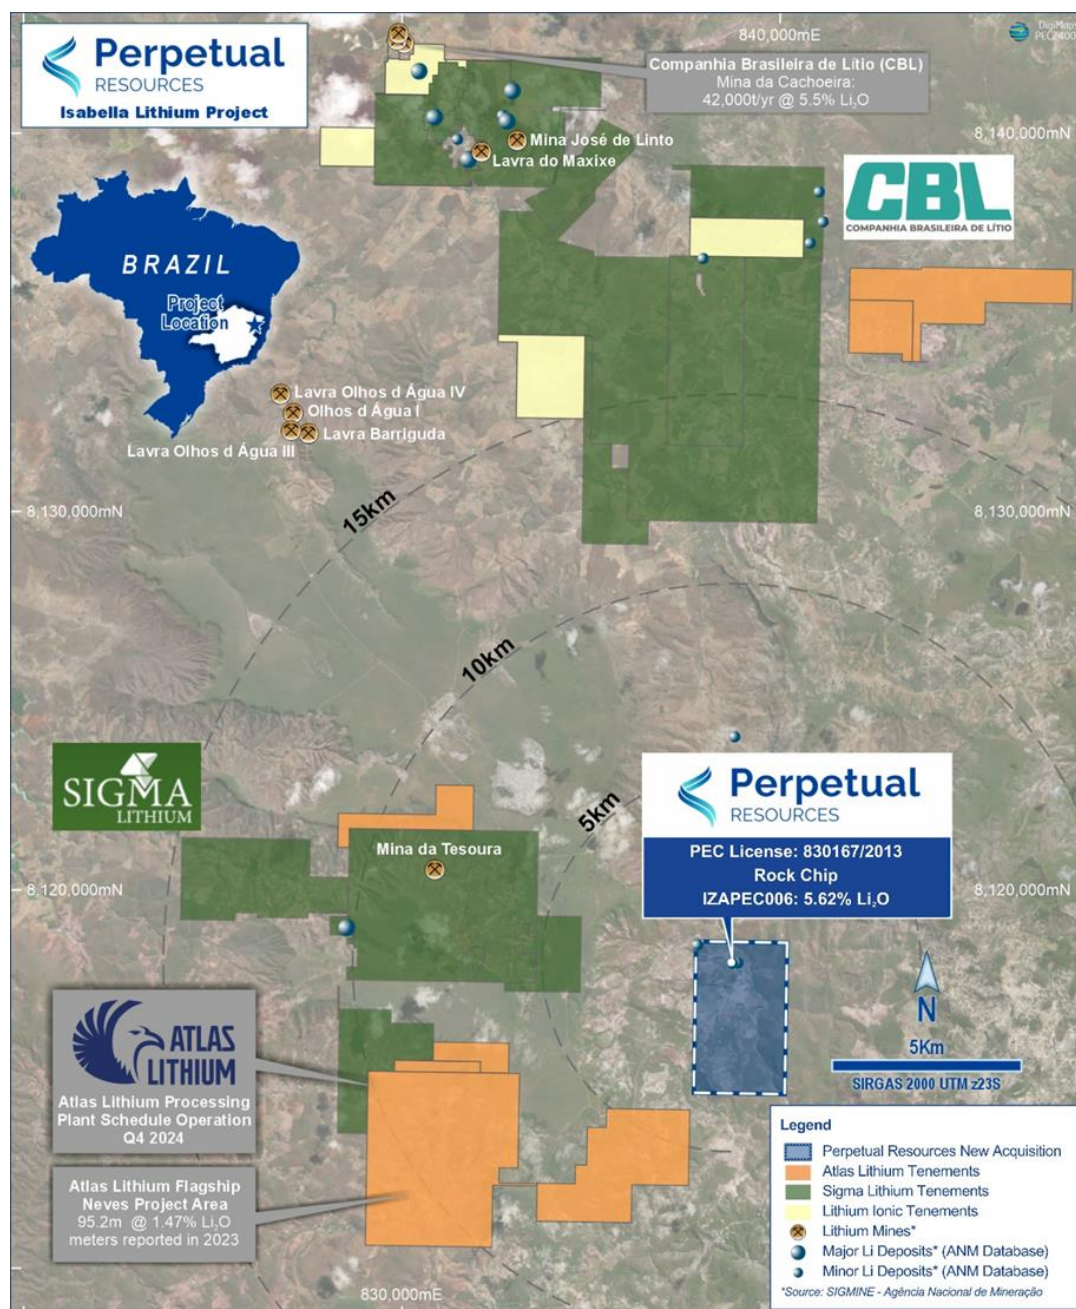 Perpetual
RESOURCES
Isabella Lithium Project
840,000mE
DigiMaps
Companhia Brasileira de Lítio (CBL)
Mina da Cachoeira:
42,000t/yr @ 5.5% Li₂O
8,140,000mN
8,140,000mN
Mina José de Linto
Lavra do Maxixe
CBL
COMPANHIA BRASILEIRA DE LÍTIO
BRAZIL
Project
Location
Lavra Olhos d Água IV
Olhos d Água I
Lavra Barriguda
Lavra Olhos d Água III
15km
8,130,000mN
8,130,000mN
10km
SIGMA
LITHIUM
5km
Perpetual
RESOURCES
PEC License: 830167/2013
Rock Chip
IZAPEC006: 5.62% Li₂O
Mina da Tesoura
8,120,000mN
8,120,000mN
N
5Km
SIRGAS 2000 UTM z23S
ATLAS
LITHIUM
Atlas Lithium Processing
Plant Schedule Operation
Q4 2024
Atlas Lithium Flagship
Neves Project Area
95.2m @ 1.47% Li₂O
meters reported in 2023
830,000mE
Legend
Perpetual Resources New Acquisition
Atlas Lithium Tenements
Sigma Lithium Tenements
Lithium Ionic Tenements
Lithium Mines*
Major Li Deposits* (ANM Database)
Minor Li Deposits* (ANM Database)
*Source: SIGMINE - Agência Nacional de Mineração